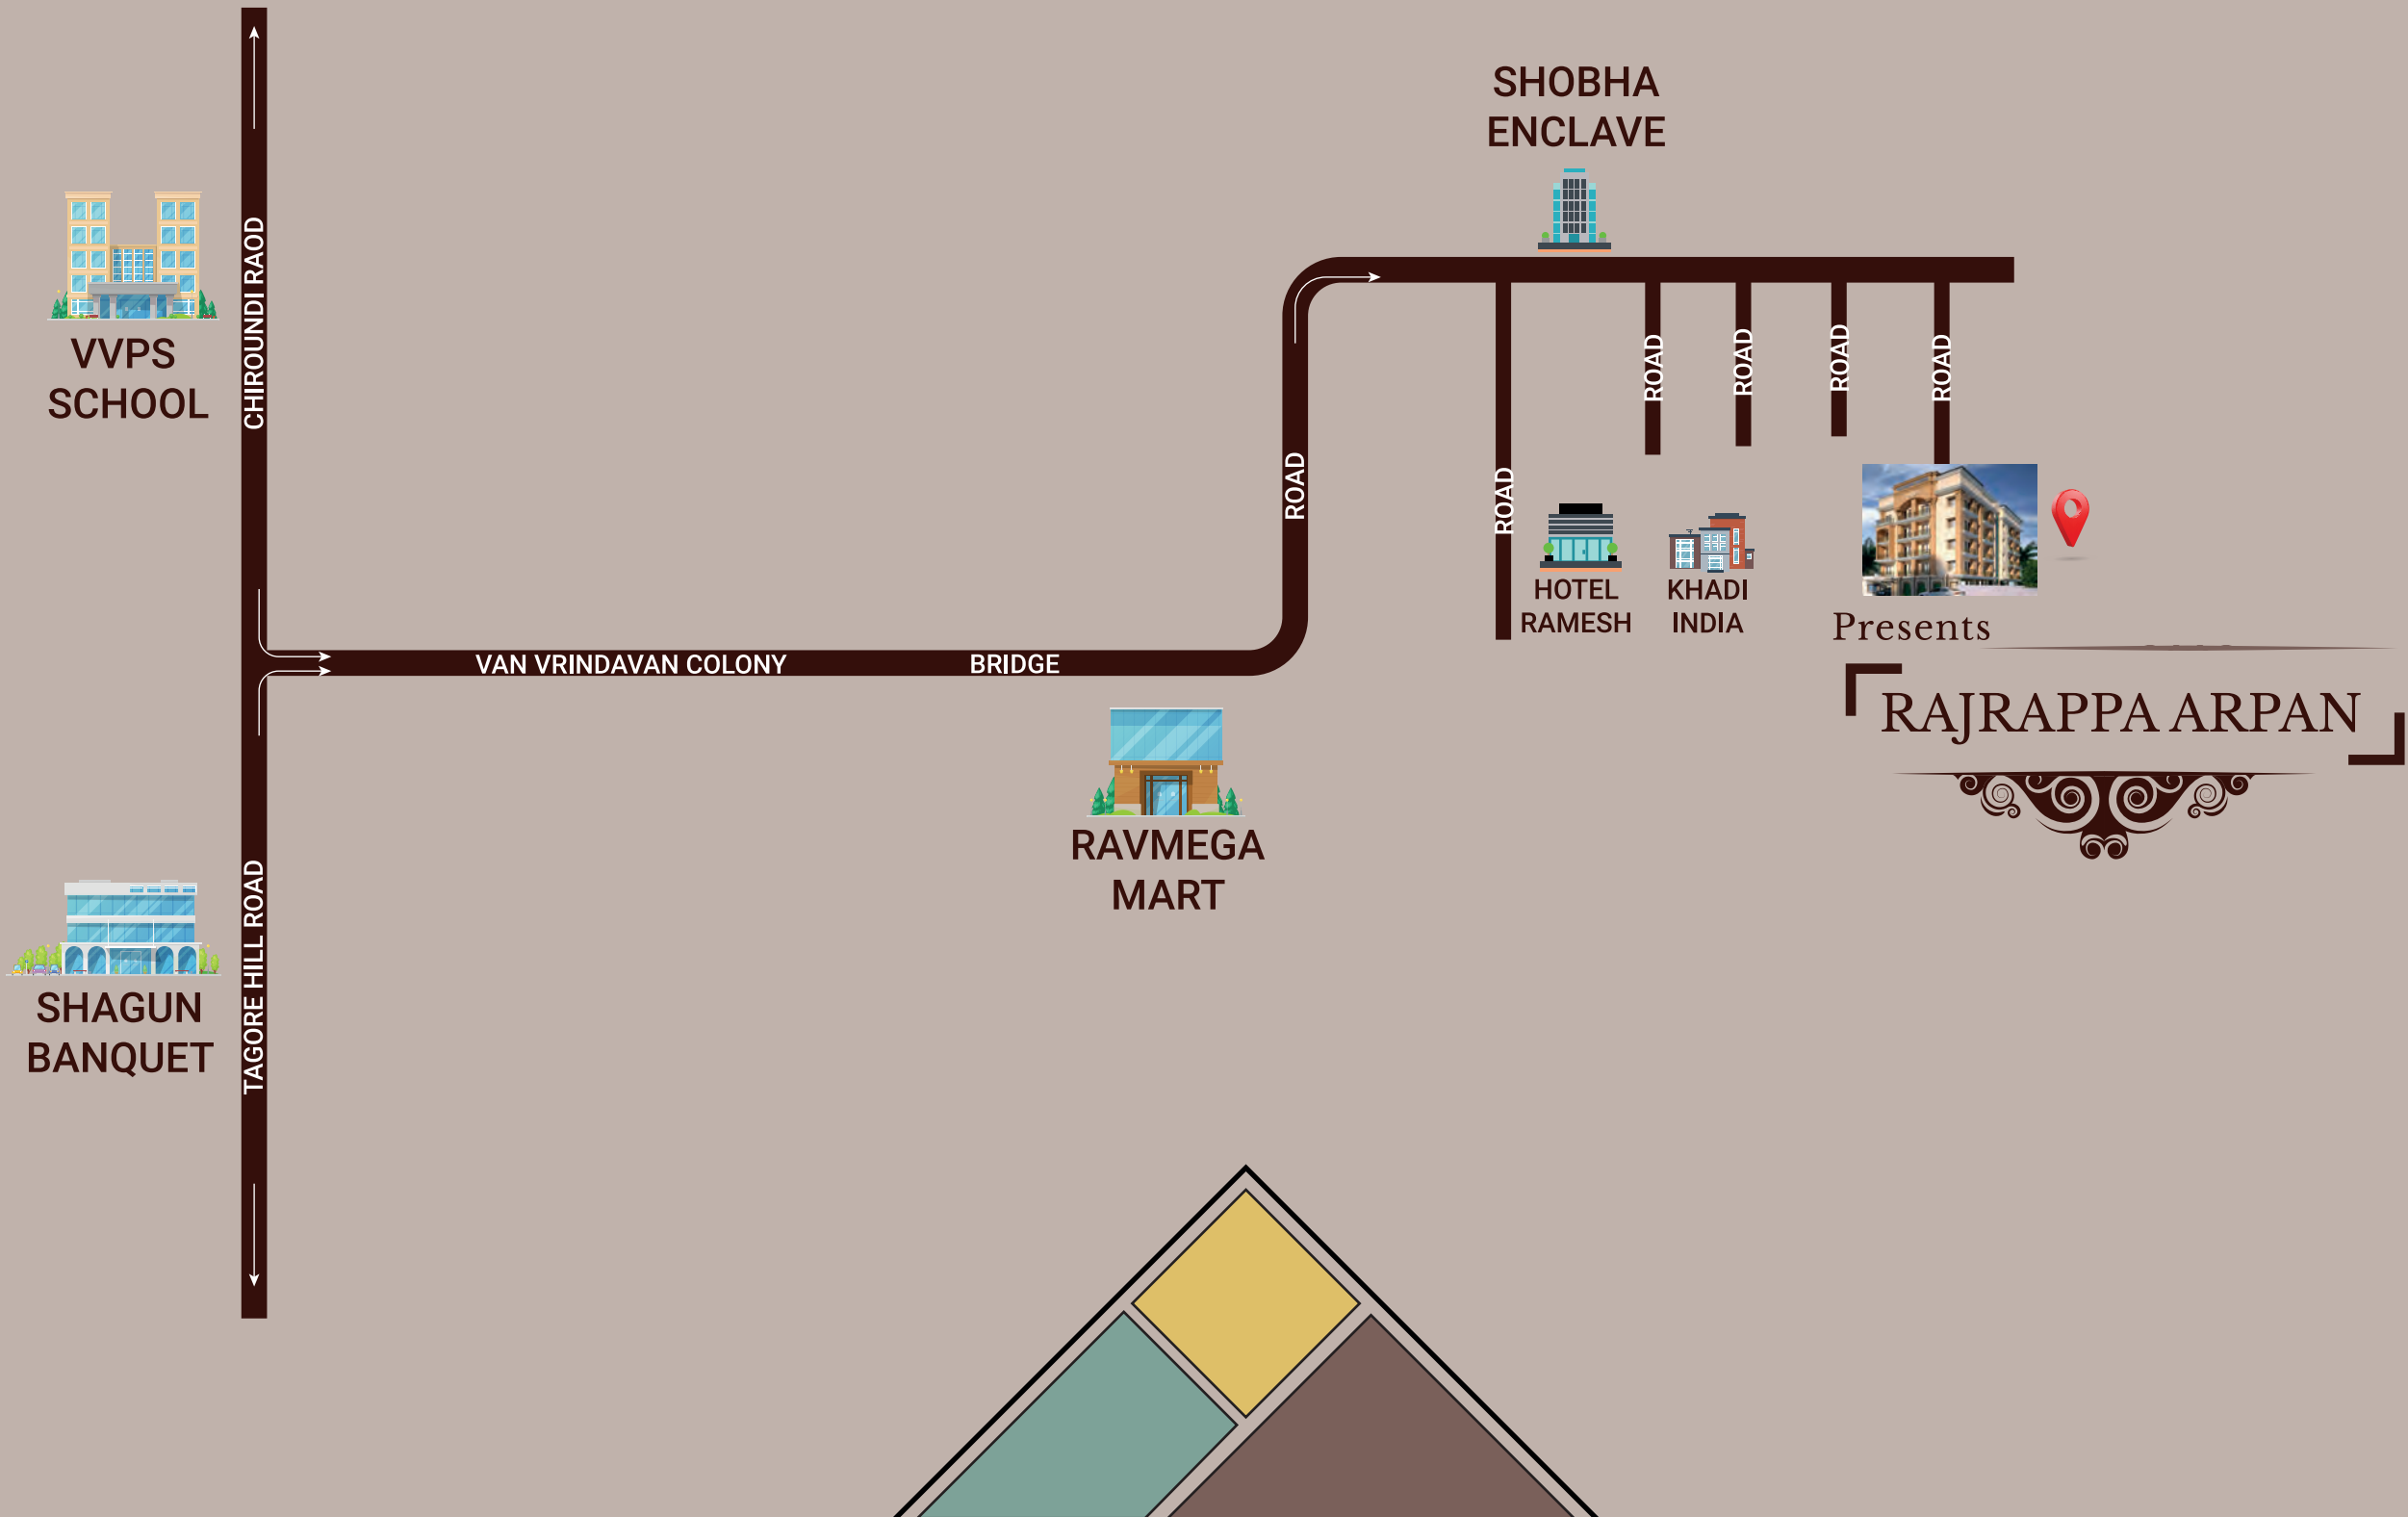 SHOBHA
ENCLAVE
VVPS
SCHOOL
CHIROUNDI RAOD
ROAD
ROAD
ROAD
ROAD
ROAD
ROAD
HOTEL
RAMESH
KHADI
INDIA
Presents
RAJRAPPA ARPAN
VAN VRINDAVAN COLONY
BRIDGE
RAVMEGA
MART
TAGORE HILL ROAD
SHAGUN
BANQUET